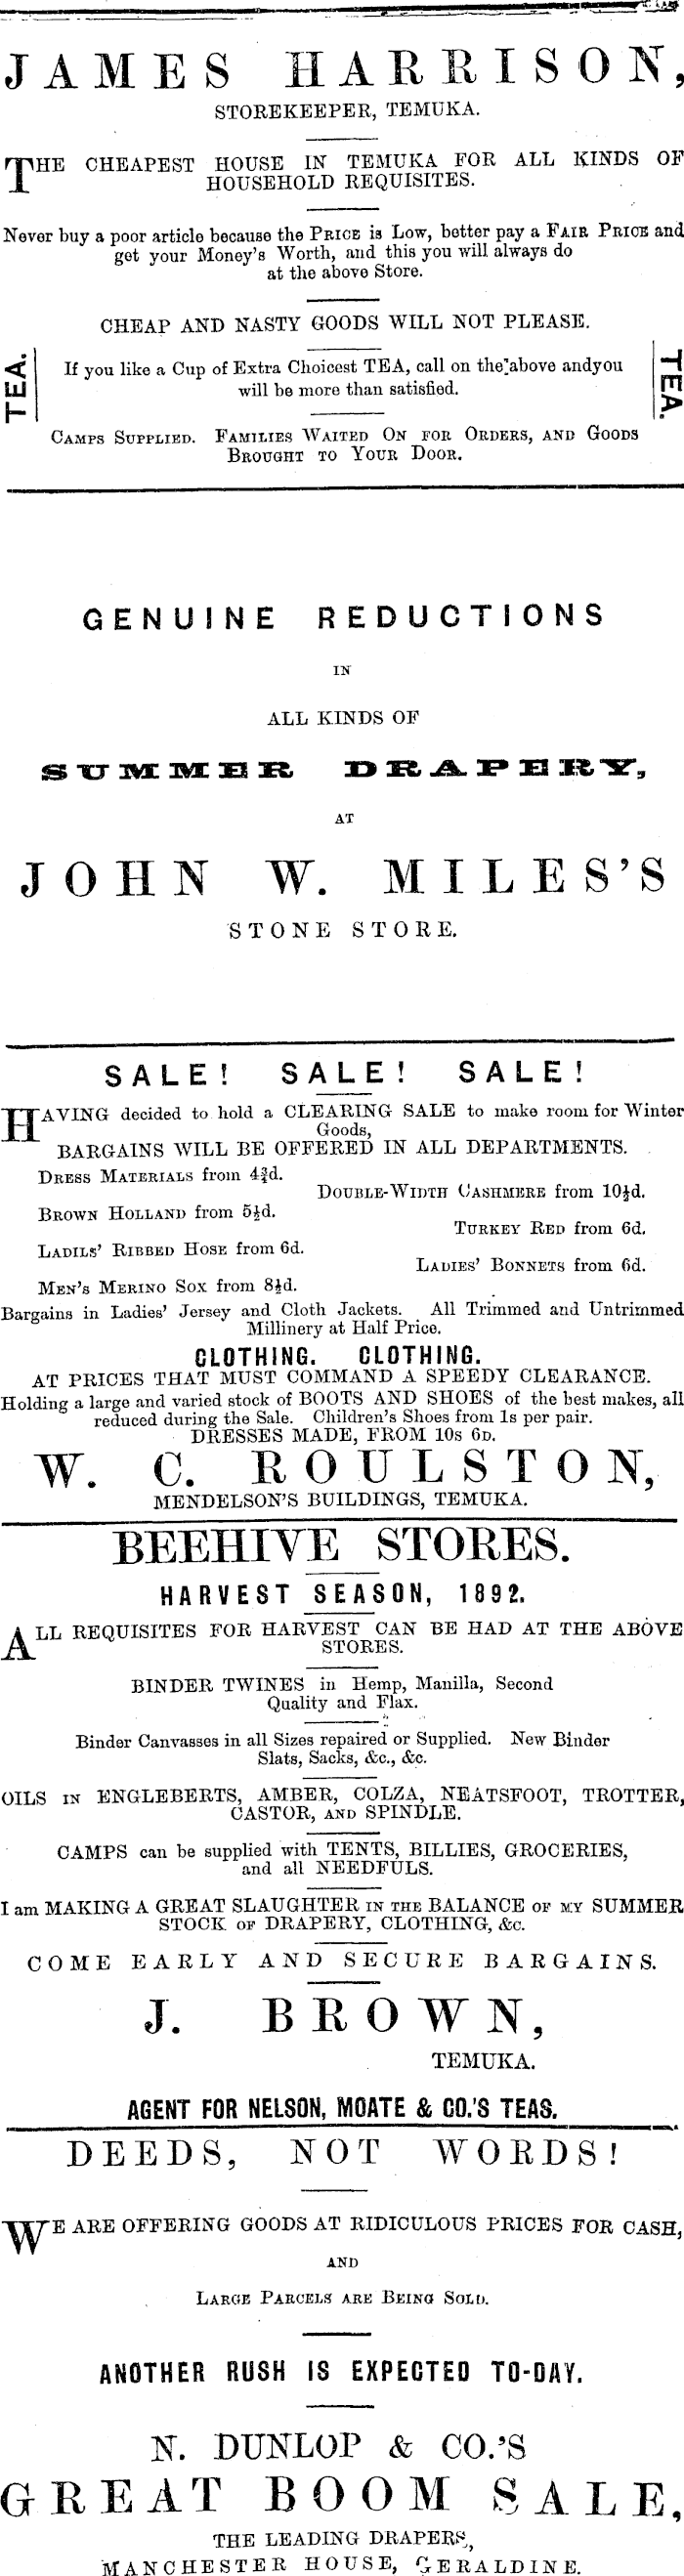 JAMES HARRISON,
STOREKEEPER, TEMUKA.
THE CHEAPEST HOUSE IN TEMUKA FOR ALL KINDS OF
HOUSEHOLD REQUISITES.
Never buy a poor article because the PRICE is Low, better pay a FAIR PRICE and
get your Money's Worth, and this you will always do
at the above Store.
CHEAP AND NASTY GOODS WILL NOT PLEASE.
TEA.
If you like a Cup of Extra Choicest TEA, call on the above andyou
will be more than satisfied.
TEA.
CAMPS SUPPLIED. FAMILIES WAITED ON FOR ORDERS, AND GOODS
BROUGHT TO YOUR DOOR.
GENUINE REDUCTIONS
IN
ALL KINDS OF
SUMMER DRAPERY,
AT
JOHN W. MILES'S
STONE STORE.
SALE! SALE! SALE!
HAVING decided to hold a CLEARING SALE to make room for Winter
Goods,
BARGAINS WILL BE OFFERED IN ALL DEPARTMENTS.
DRESS MATERIALS from 4¾d.
DOUBLE-WIDTH CASHMERE from 10½d.
BROWN HOLLAND from 5½d.
TURKEY RED from 6d.
LADIES' RIBBED HOSE from 6d.
LADIES' BONNETS from 6d.
MEN'S MERINO SOX from 8½d.
Bargains in Ladies' Jersey and Cloth Jackets. All Trimmed and Untrimmed
Millinery at Half Price.
CLOTHING. CLOTHING.
AT PRICES THAT MUST COMMAND A SPEEDY CLEARANCE.
Holding a large and varied stock of BOOTS AND SHOES of the best makes, all
reduced during the Sale. Children's Shoes from 1s per pair.
DRESSES MADE, FROM 10s 6D.
W. C. ROULSTON,
MENDELSON'S BUILDINGS, TEMUKA.
BEEHIVE STORES.
HARVEST SEASON, 1892.
ALL REQUISITES FOR HARVEST CAN BE HAD AT THE ABOVE
STORES.
BINDER TWINES in Hemp, Manilla, Second
Quality and Flax.
Binder Canvasses in all Sizes repaired or Supplied. New Binder
Slats, Sacks, &c., &c.
OILS IN ENGLEBERTS, AMBER, COLZA, NEATSFOOT, TROTTER,
CASTOR, AND SPINDLE.
CAMPS can be supplied with TENTS, BILLIES, GROCERIES,
and all NEEDFULS.
I am MAKING A GREAT SLAUGHTER IN THE BALANCE OF MY SUMMER
STOCK OF DRAPERY, CLOTHING, &c.
COME EARLY AND SECURE BARGAINS.
J. BROWN,
TEMUKA.
AGENT FOR NELSON, MOATE & CO.'S TEAS.
DEEDS, NOT WORDS!
WE ARE OFFERING GOODS AT RIDICULOUS PRICES FOR CASH,
AND
LARGE PARCELS ARE BEING SOLD.
ANOTHER RUSH IS EXPECTED TO-DAY.
N. DUNLOP & CO.'S
GREAT BOOM SALE,
THE LEADING DRAPERS,
MANCHESTER HOUSE, GERALDINE.